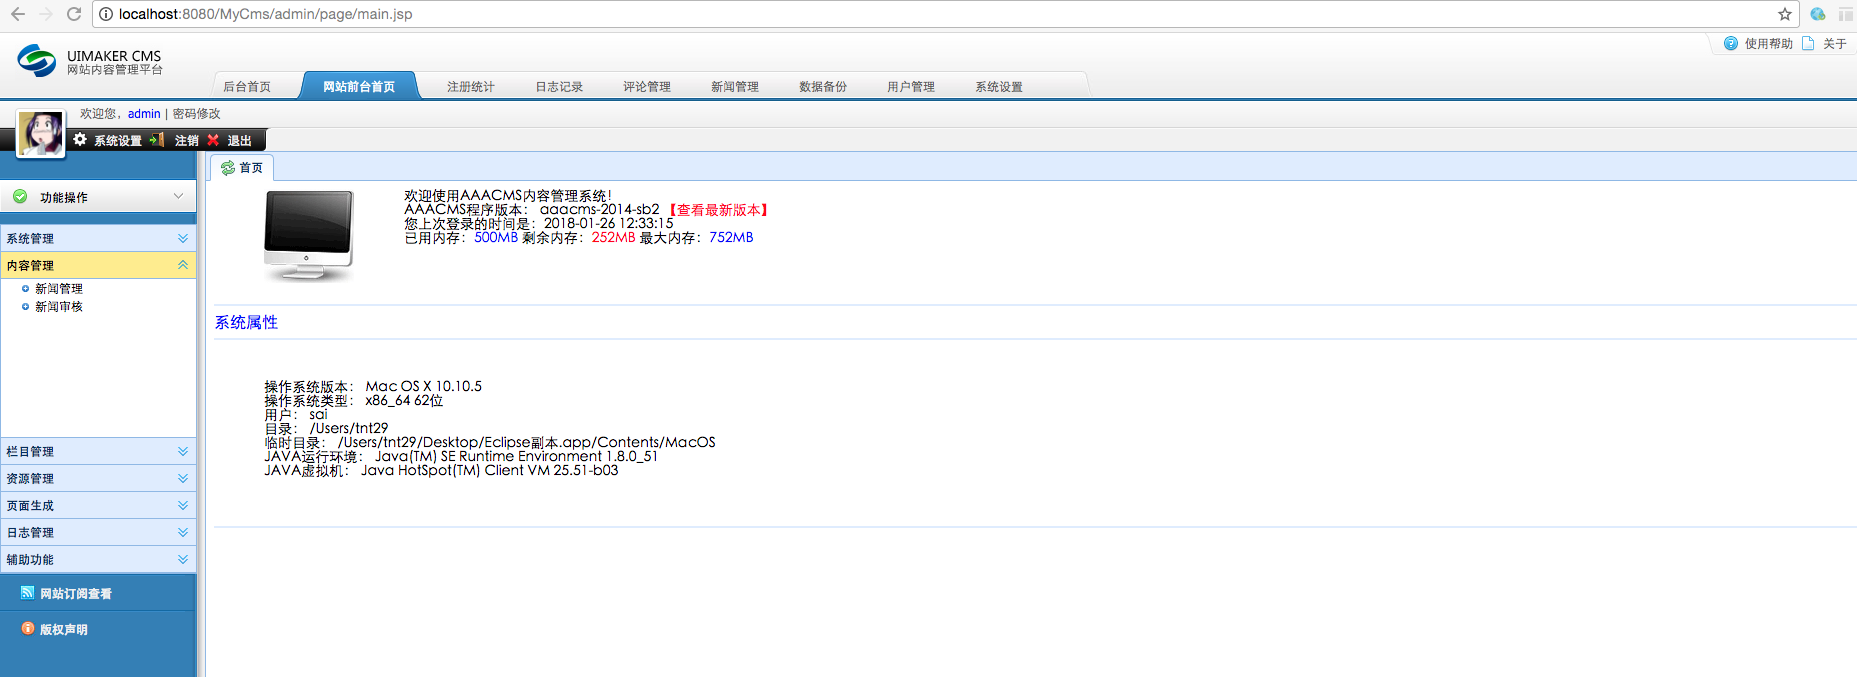 localhost:8080/MyCms/admin/page/main.jsp
使用帮助 关于
UIMAKER CMS
网站内容管理平台
后台首页 网站前台首页 注册统计 日志记录 评论管理 新闻管理 数据备份 用户管理 系统设置
欢迎您，admin | 密码修改
系统设置 注销 退出
首页
功能操作
系统管理
内容管理
新闻管理
新闻审核
栏目管理
资源管理
页面生成
日志管理
辅助功能
网站订阅查看
版权声明
欢迎使用AAACMS内容管理系统！
AAACMS程序版本： aaacms-2014-sb2 【查看最新版本】
您上次登录的时间是：2018-01-26 12:33:15
已用内存：500MB 剩余内存：252MB 最大内存：752MB
系统属性
操作系统版本： Mac OS X 10.10.5
操作系统类型： x86_64 62位
用户： sai
目录： /Users/tnt29
临时目录： /Users/tnt29/Desktop/Eclipse副本.app/Contents/MacOS
JAVA运行环境： Java(TM) SE Runtime Environment 1.8.0_51
JAVA虚拟机： Java HotSpot(TM) Client VM 25.51-b03